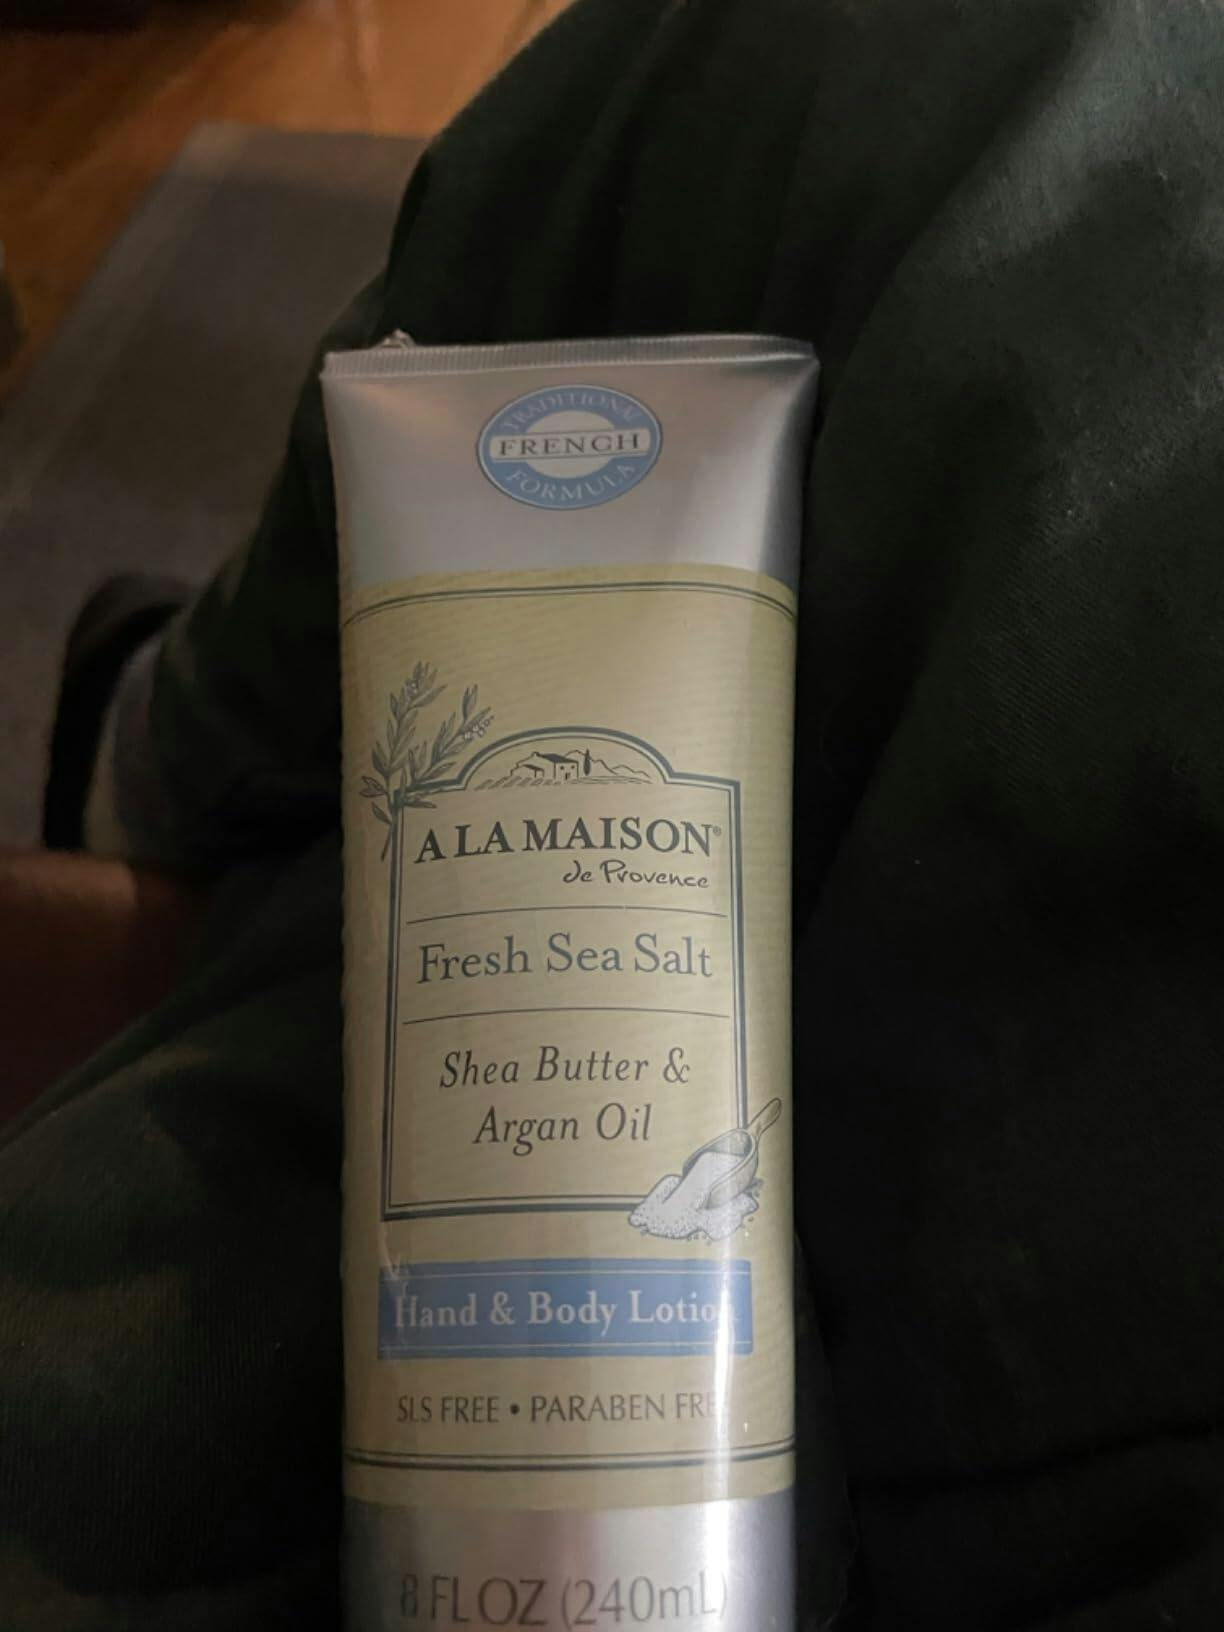 TRADITIONAL
FRENCH
FORMULA
A LA MAISON®
de Provence
Fresh Sea Salt
Shea Butter &
Argan Oil
Hand & Body Lotion
SLS FREE • PARABEN FRE
8 FL OZ (240mL)